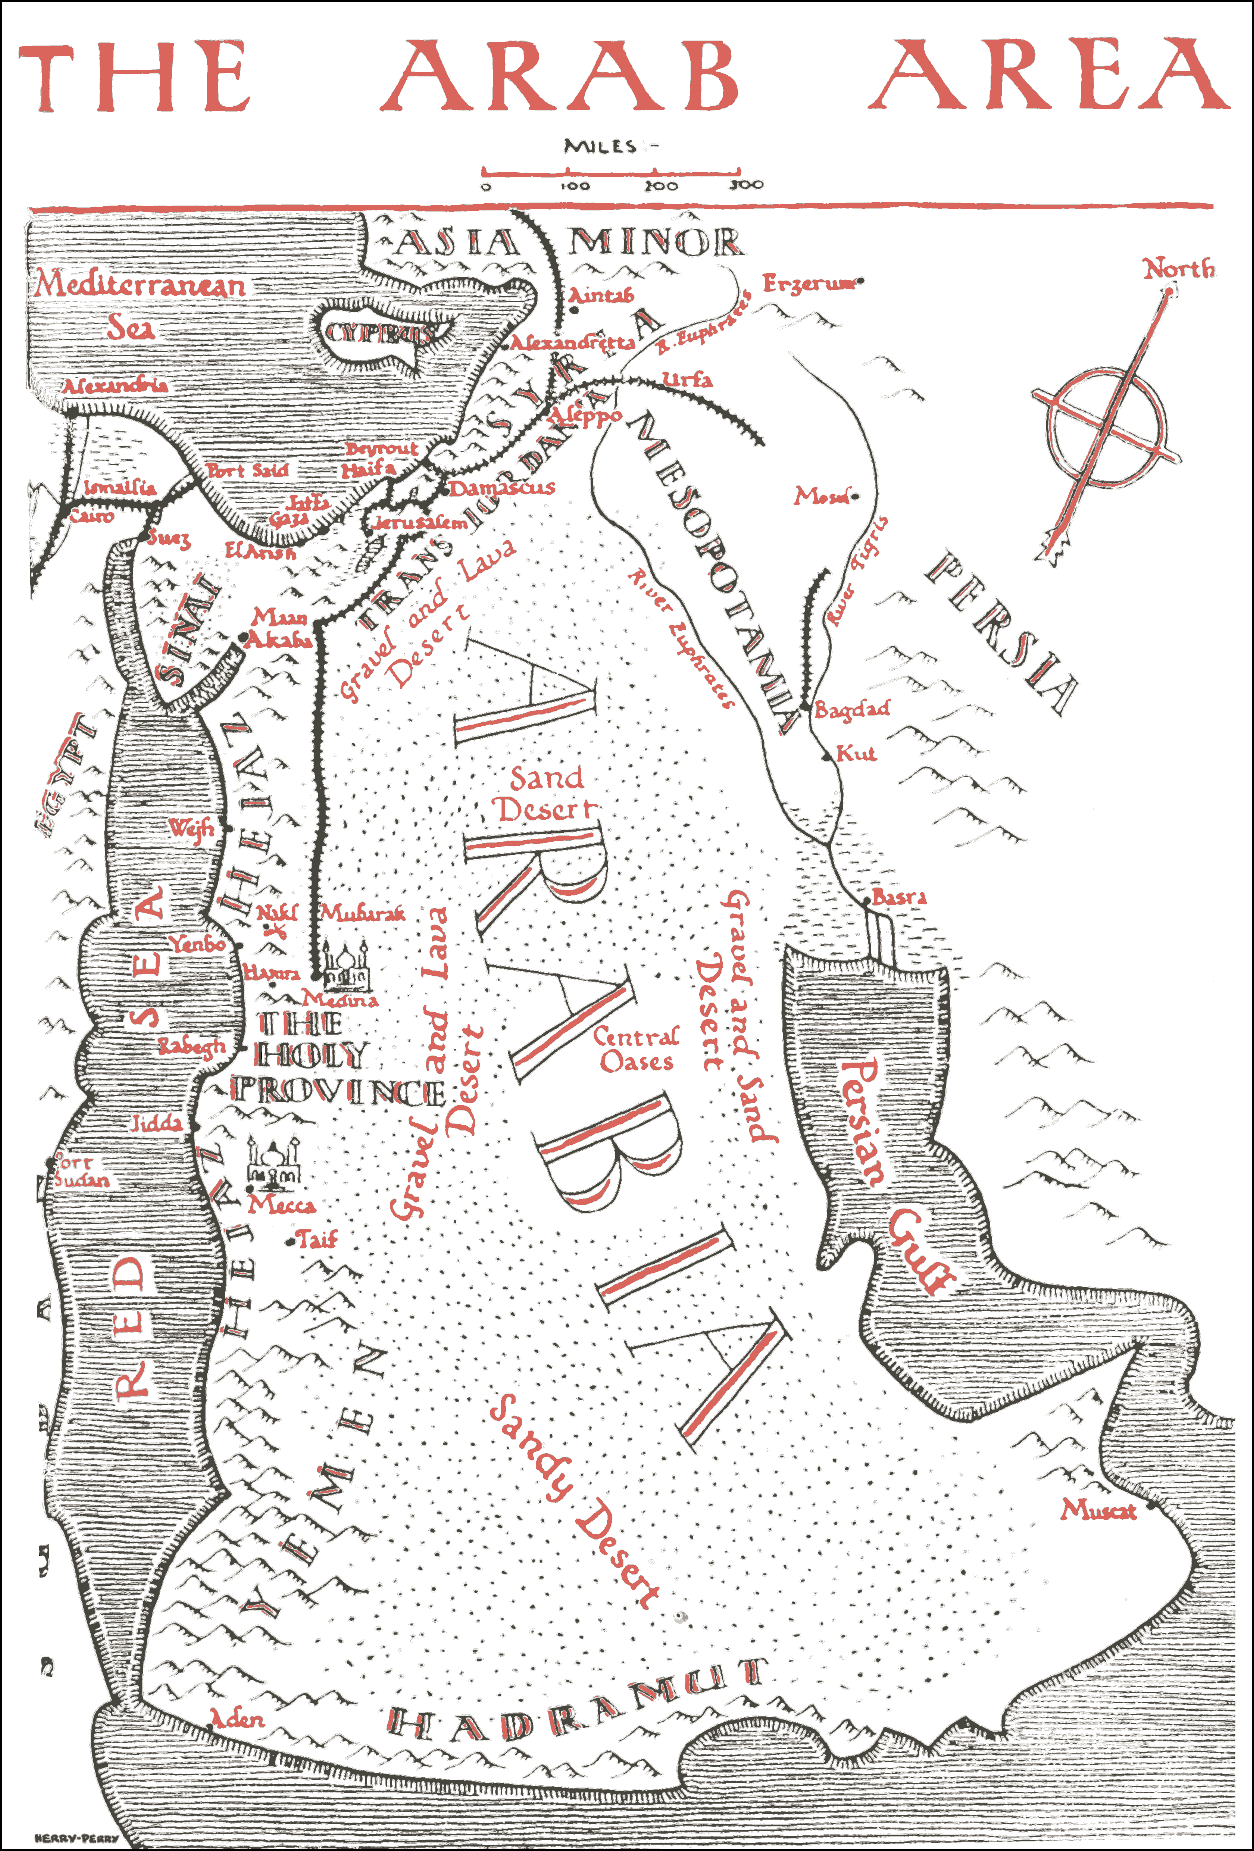 THE ARAB AREA
MILES -
0 100 200 300
ASIA MINOR
Mediterranean
Sea
CYPRUS
Aintab
Erzerum
North
Alexandretta
R. Euphrates
SYRIA
Urfa
Aleppo
Alexandria
Beyrout
Haifa
Port Said
Damascus
Ismailia
Cairo
Jaffa
Gaza
Jerusalem
Suez
El Arish
TRANS JORDANIA
MESOPOTAMIA
Mosul
River Tigris
PERSIA
River Euphrates
Gravel and Lava
Desert
SINAI
Maan
Akaba
EGYPT
Bagdad
Kut
HEJAZ
ARABIA
Sand
Desert
Wejh
Nakl Mubarak
Yenbo
Hamra
Medina
Basra
THE
HOLY
PROVINCE
Rabegh
Gravel and Lava
Desert
Central
Oases
Gravel and Sand
Desert
Persian Gulf
Jidda
Port
Sudan
Mecca
Taif
HEJAZ
RED SEA
YEMEN
Sandy Desert
Muscat
HADRAMUT
Aden
HERRY-PERRY